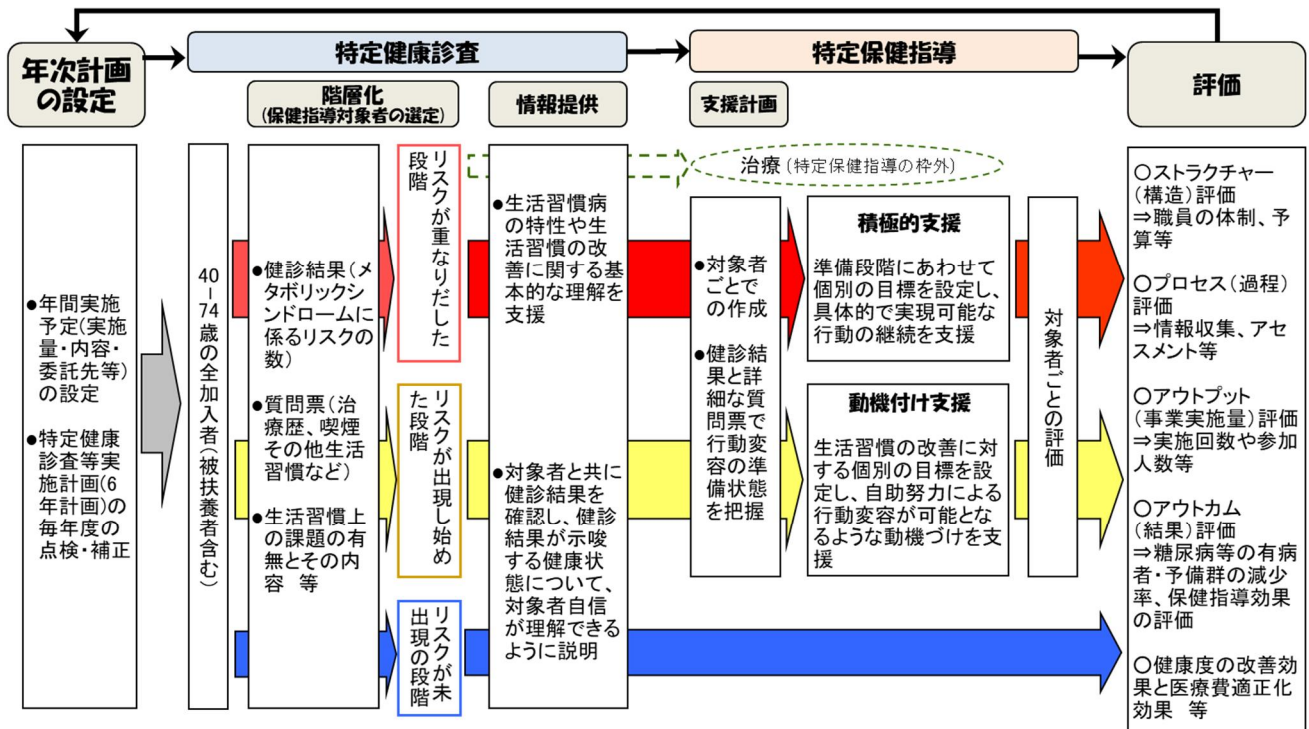 年次計画
の設定
特定健康診査
特定保健指導
評価
階層化
(保健指導対象者の選定)
情報提供
支援計画
●年間実施
予定(実施
量・内容・
委託先等)
の設定
●特定健康
診査等実
施計画(6
年計画)の
毎年度の
点検・補正
40－74歳の全加入者(被扶養者含む)
●健診結果(メ
タボリックシ
ンドロームに
係るリスクの
数)
●質問票(治
療歴、喫煙
その他生活
習慣など)
●生活習慣上
の課題の有
無とその内
容 等
リスクが重なりだした
段階
リスクが出現し始め
た段階
リスクが未
出現の段階
●生活習慣病
の特性や生
活習慣の改
善に関する基
本的な理解を
支援
●対象者と共に
健診結果を
確認し、健診
結果が示唆
する健康状
態について、
対象者自信
が理解できる
ように説明
治療(特定保健指導の枠外)
●対象者
ごとでの
の作成
●健診結
果と詳
細な質
問票で
行動変
容の準
備状態
を把握
積極的支援
準備段階にあわせて
個別の目標を設定し、
具体的で実現可能な
行動の継続を支援
動機付け支援
生活習慣の改善に対
する個別の目標を設
定し、自助努力による
行動変容が可能とな
るような動機づけを支
援
対象者ごとの評価
○ストラクチャー
(構造)評価
⇒職員の体制、予
算等
○プロセス(過程)
評価
⇒情報収集、アセ
スメント等
○アウトプット
(事業実施量)評価
⇒実施回数や参加
人数等
○アウトカム
(結果)評価
⇒糖尿病等の有病
者・予備群の減少
率、保健指導効果
の評価
○健康度の改善効
果と医療費適正化
効果 等